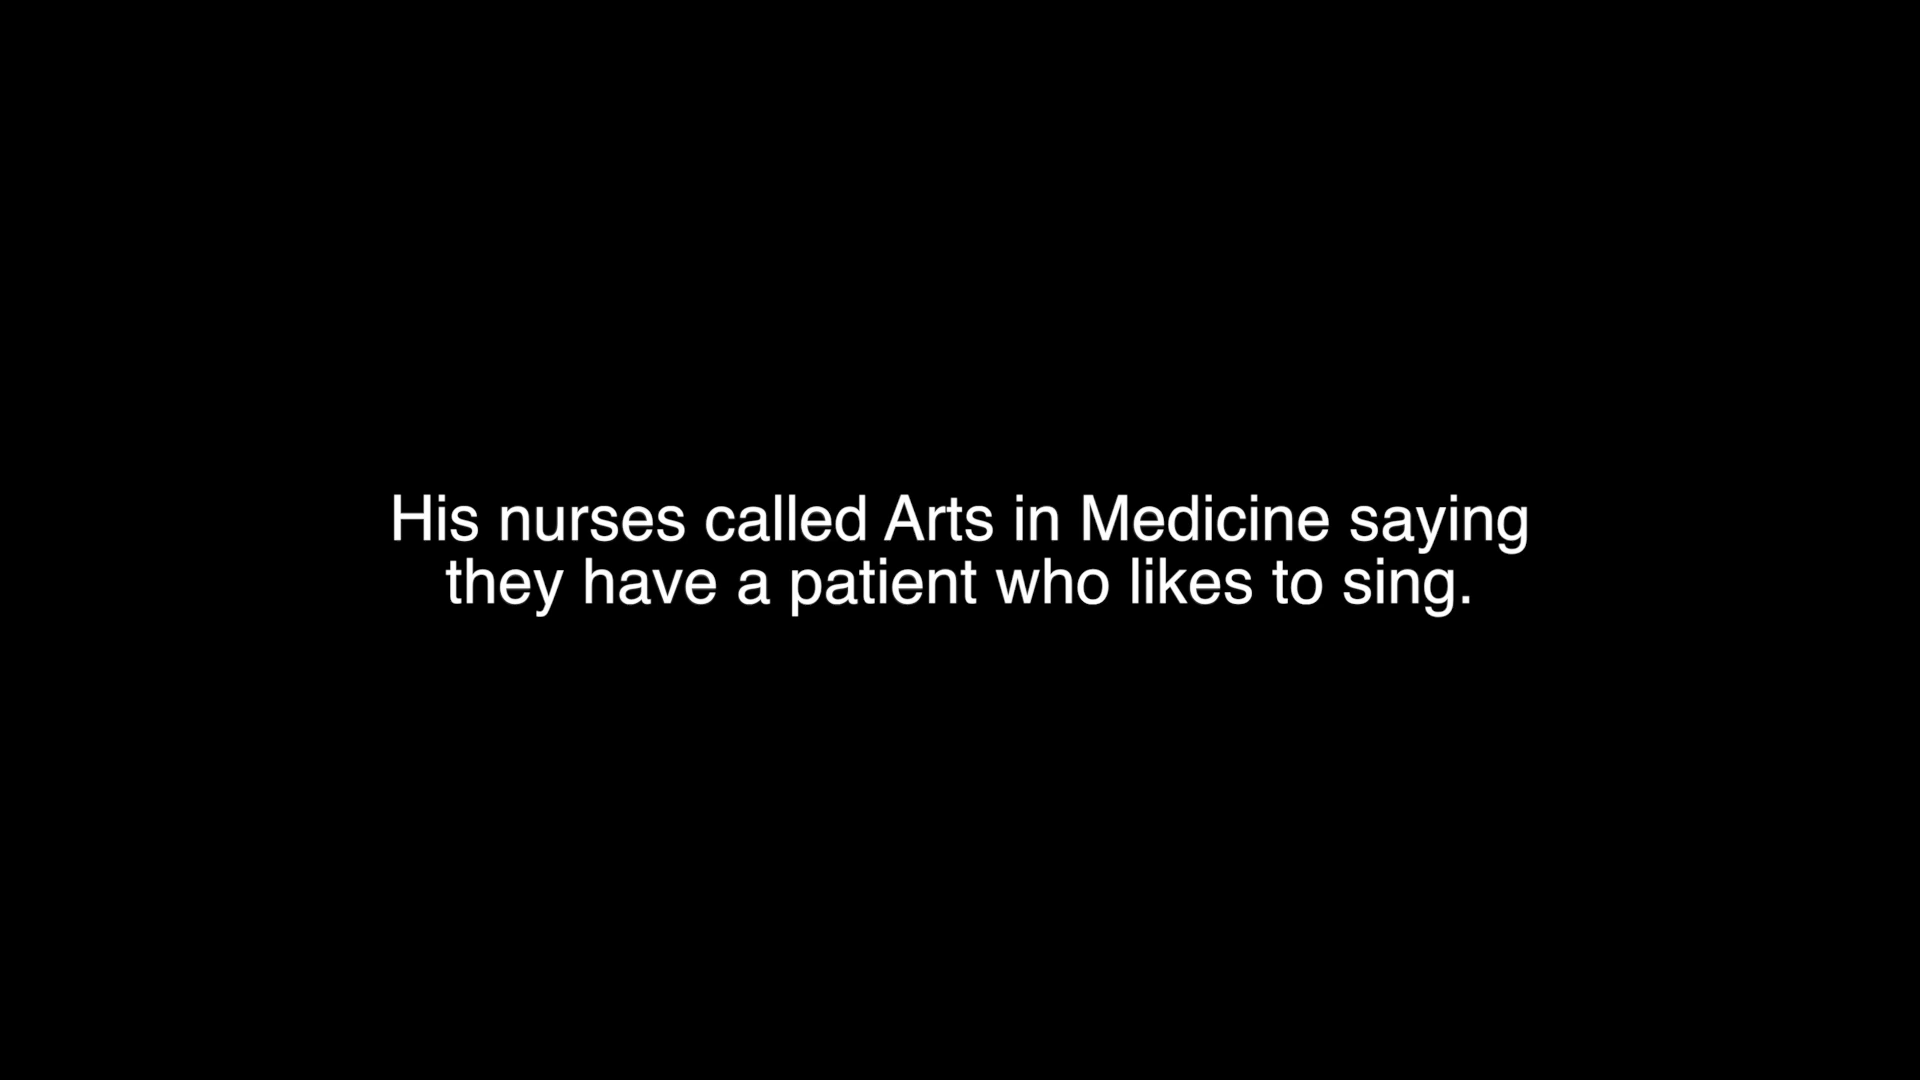 His nurses called Arts in Medicine saying
they have a patient who likes to sing.